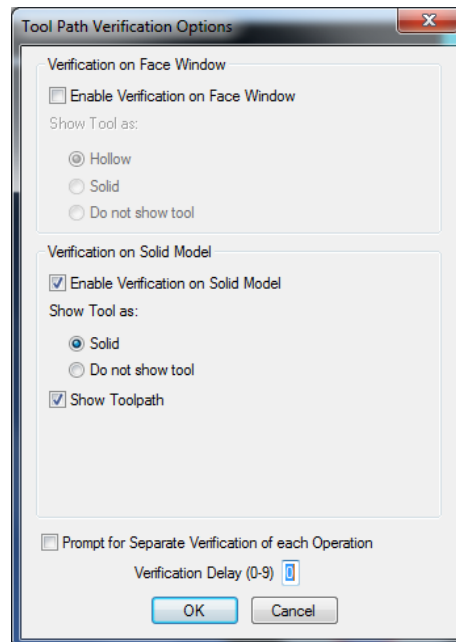 Tool Path Verification Options
Verification on Face Window
Enable Verification on Face Window
Show Tool as:
Hollow
Solid
Do not show tool
Verification on Solid Model
Enable Verification on Solid Model
Show Tool as:
Solid
Do not show tool
Show Toolpath
Prompt for Separate Verification of each Operation
Verification Delay (0-9) 0
OK Cancel